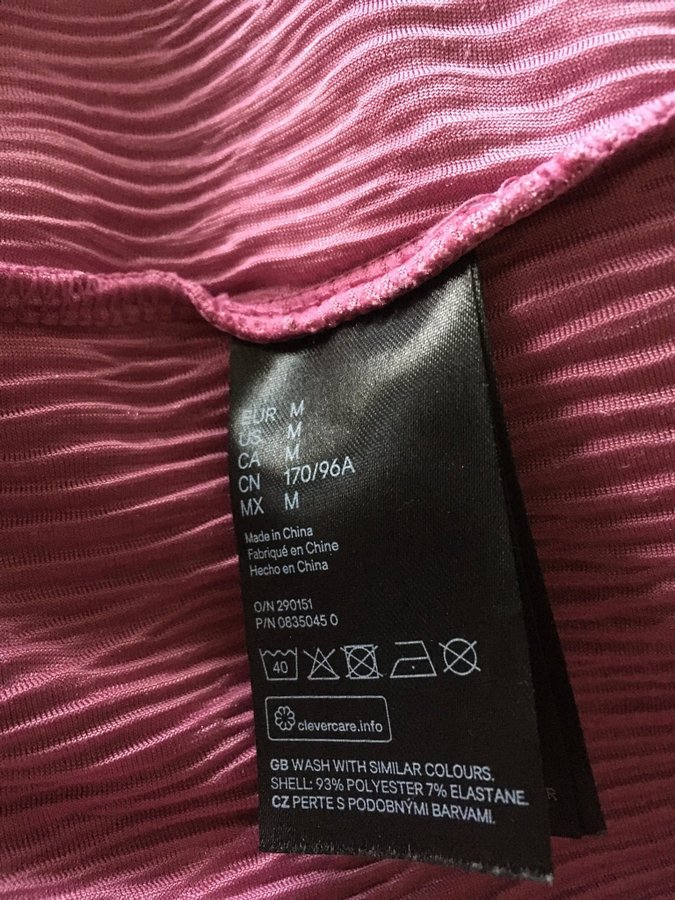 EUR M
US M
CA M
CN 170/96A
MX M
Made in China
Fabriqué en Chine
Hecho en China
O/N 290151
P/N 0835045 0
40
clevercare.info
GB WASH WITH SIMILAR COLOURS.
SHELL: 93% POLYESTER 7% ELASTANE
CZ PERTE S PODOBNÝMI BARVAMI.
R